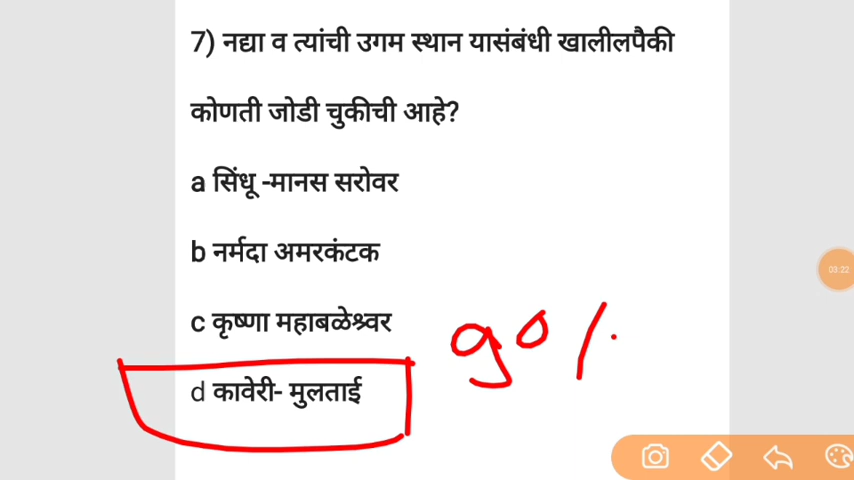 7) नद्या व त्यांची उगम स्थान यासंबंधी खालीलपैकी
कोणती जोडी चुकीची आहे?
a सिंधू -मानस सरोवर
b नर्मदा अमरकंटक
c कृष्णा महाबळेश्र्वर
90%
d कावेरी- मुलताई
03:22